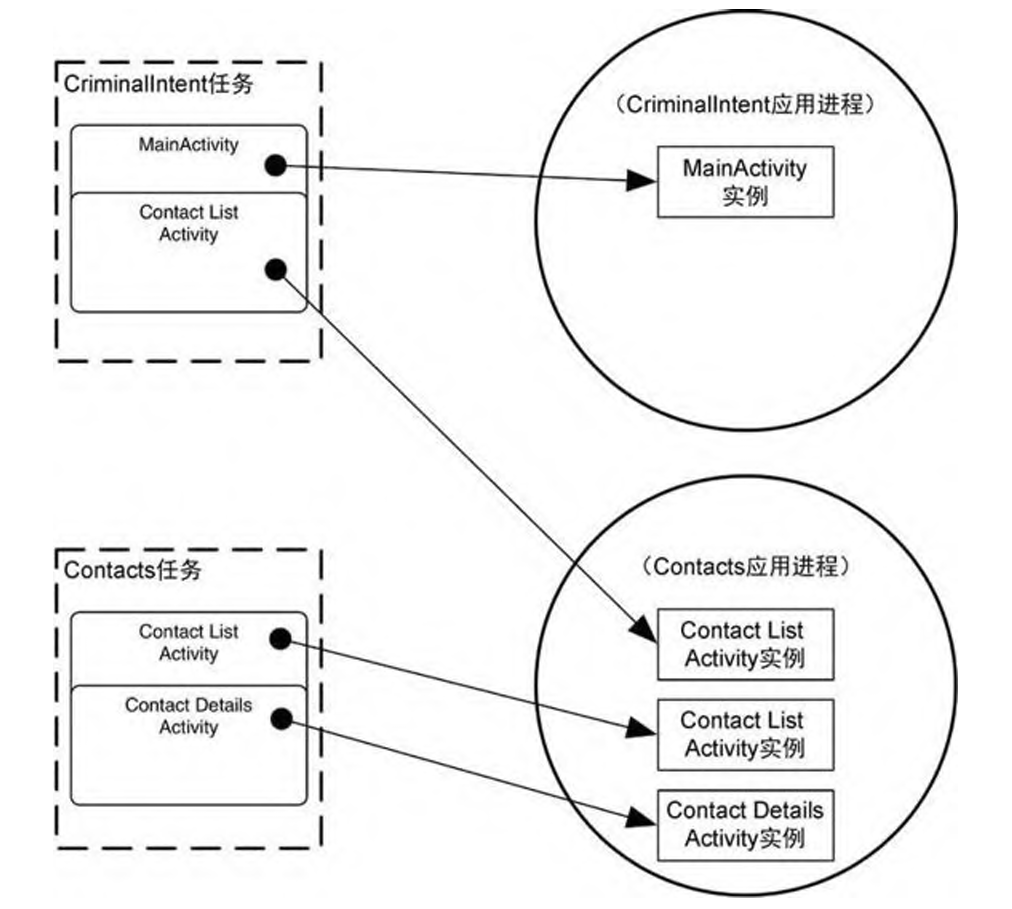 CriminalIntent任务
MainActivity
Contact List
Activity
（CriminalIntent应用进程）
MainActivity
实例
Contacts任务
Contact List
Activity
Contact Details
Activity
（Contacts应用进程）
Contact List
Activity实例
Contact List
Activity实例
Contact Details
Activity实例